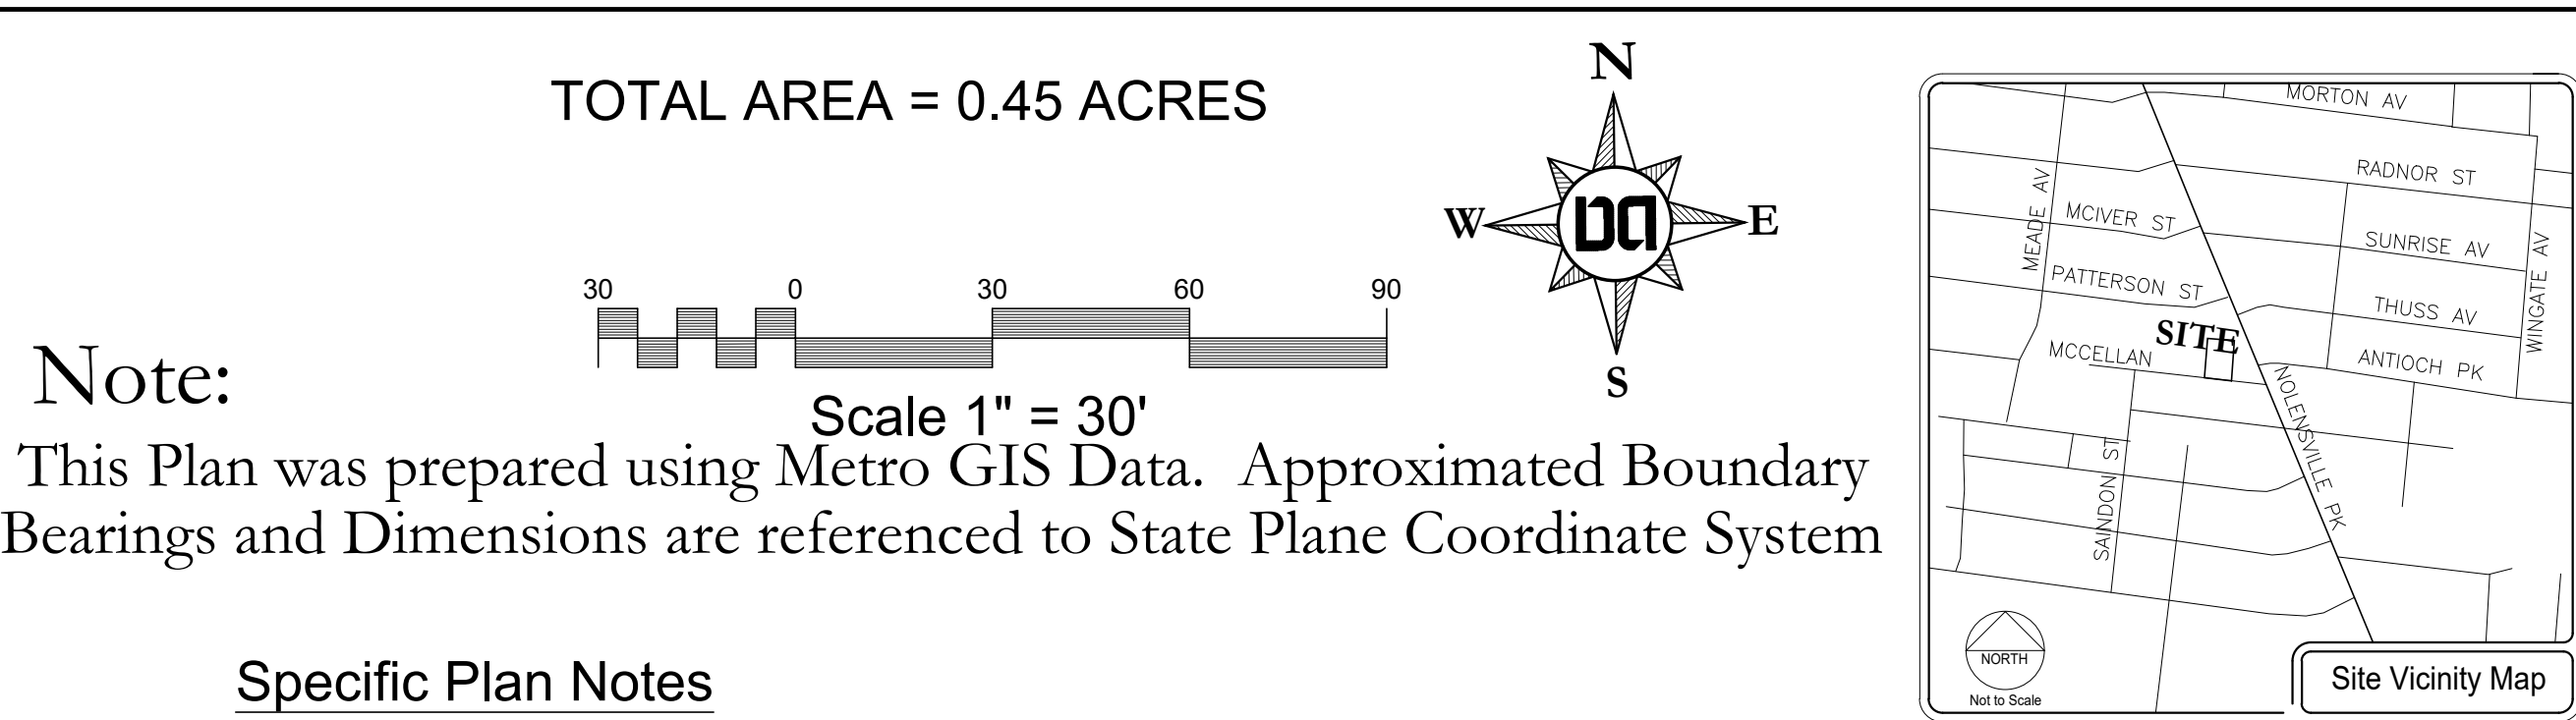 TOTAL AREA = 0.45 ACRES
N
W
E
S
30 0 30 60 90
Scale 1" = 30'
Note:
This Plan was prepared using Metro GIS Data. Approximated Boundary
Bearings and Dimensions are referenced to State Plane Coordinate System
Specific Plan Notes
MORTON AV
RADNOR ST
MEADE AV
MCIVER ST
SUNRISE AV
WINGATE AV
PATTERSON ST
THUSS AV
SITE
MCCELLAN
ANTIOCH PK
NOLENSVILLE PK
SAINDON ST
NORTH
Not to Scale
Site Vicinity Map